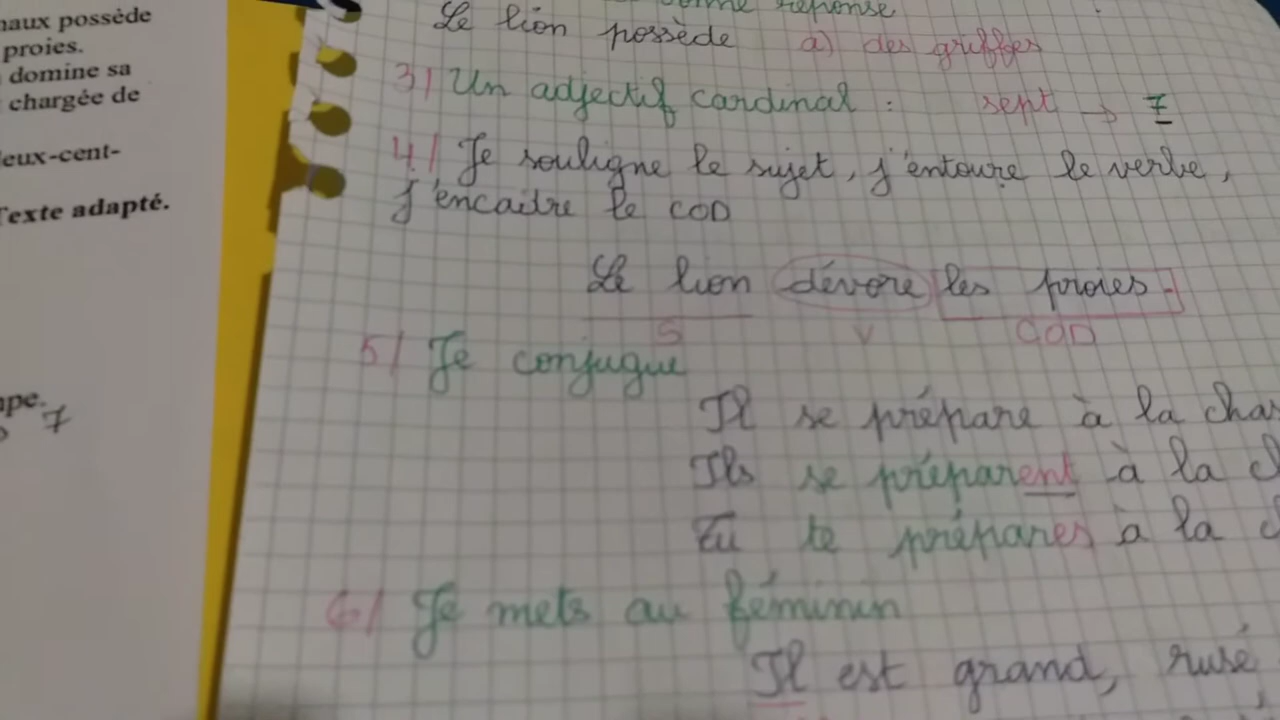 naux possède
proies.
domine sa
chargée de
eux-cent-
Texte adapté.
pe.
7
réponse
Le lion possède a) des griffes
3/ Un adjectif cardinal : sept → 7
4/ Je souligne le sujet, j'entoure le verbe,
j'encadre le COD
Le lion dévore les proies.
S V COD
5/ Je conjugue
Il se prépare à la chas
Ils se préparent à la c
Tu te prépares à la c
6/ Je mets au féminin
Il est grand, rusé